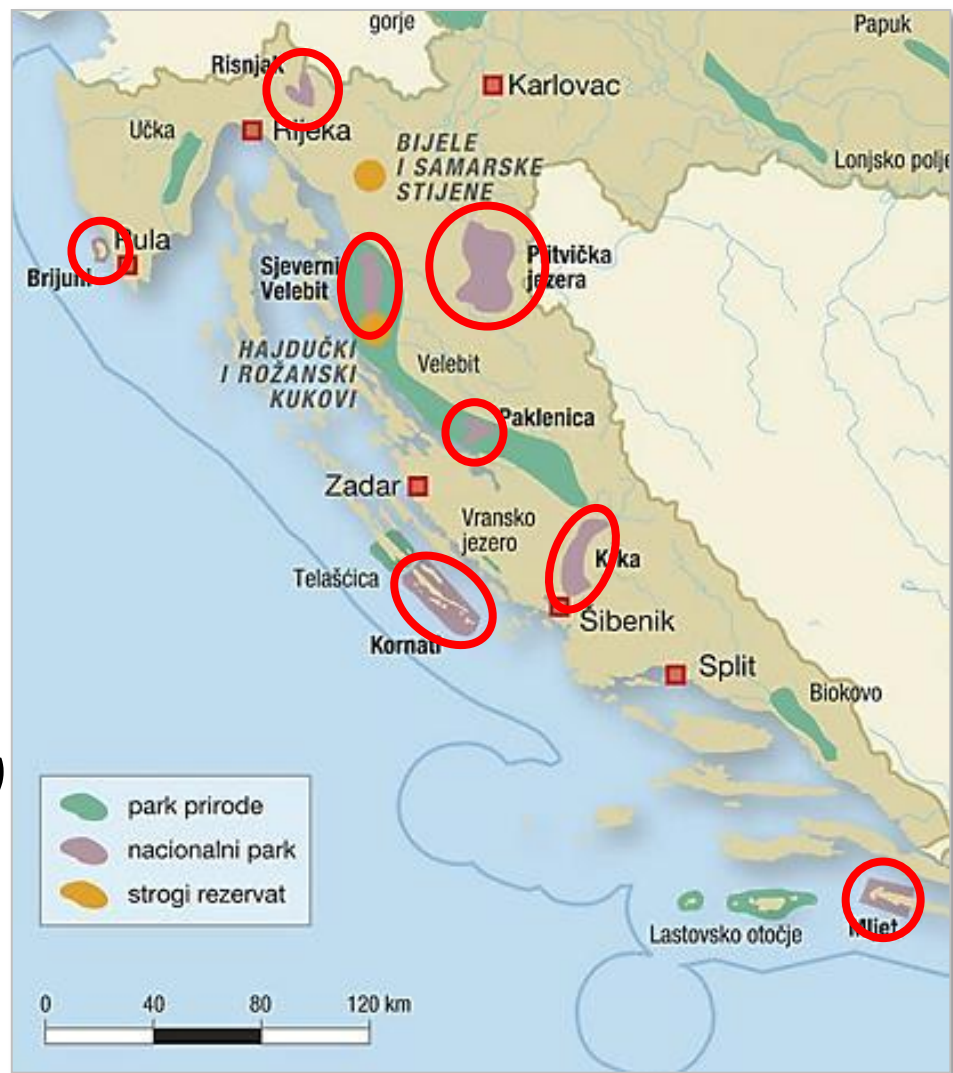 gorje
Papuk
Risnjak
Karlovac
Rijeka
Učka
BIJELE
I SAMARSKE
STIJENE
Lonjsko polje
Pula
Brijuni
Sjeverni
Velebit
Plitvička
jezera
HAJDUČKI
I ROŽANSKI
KUKOVI
Velebit
Paklenica
Zadar
Vransko
jezero
Telašćica
Krka
Šibenik
Kornati
Split
Biokovo
park prirode
nacionalni park
strogi rezervat
Lastovsko otočje
Mljet
0 40 80 120 km
)